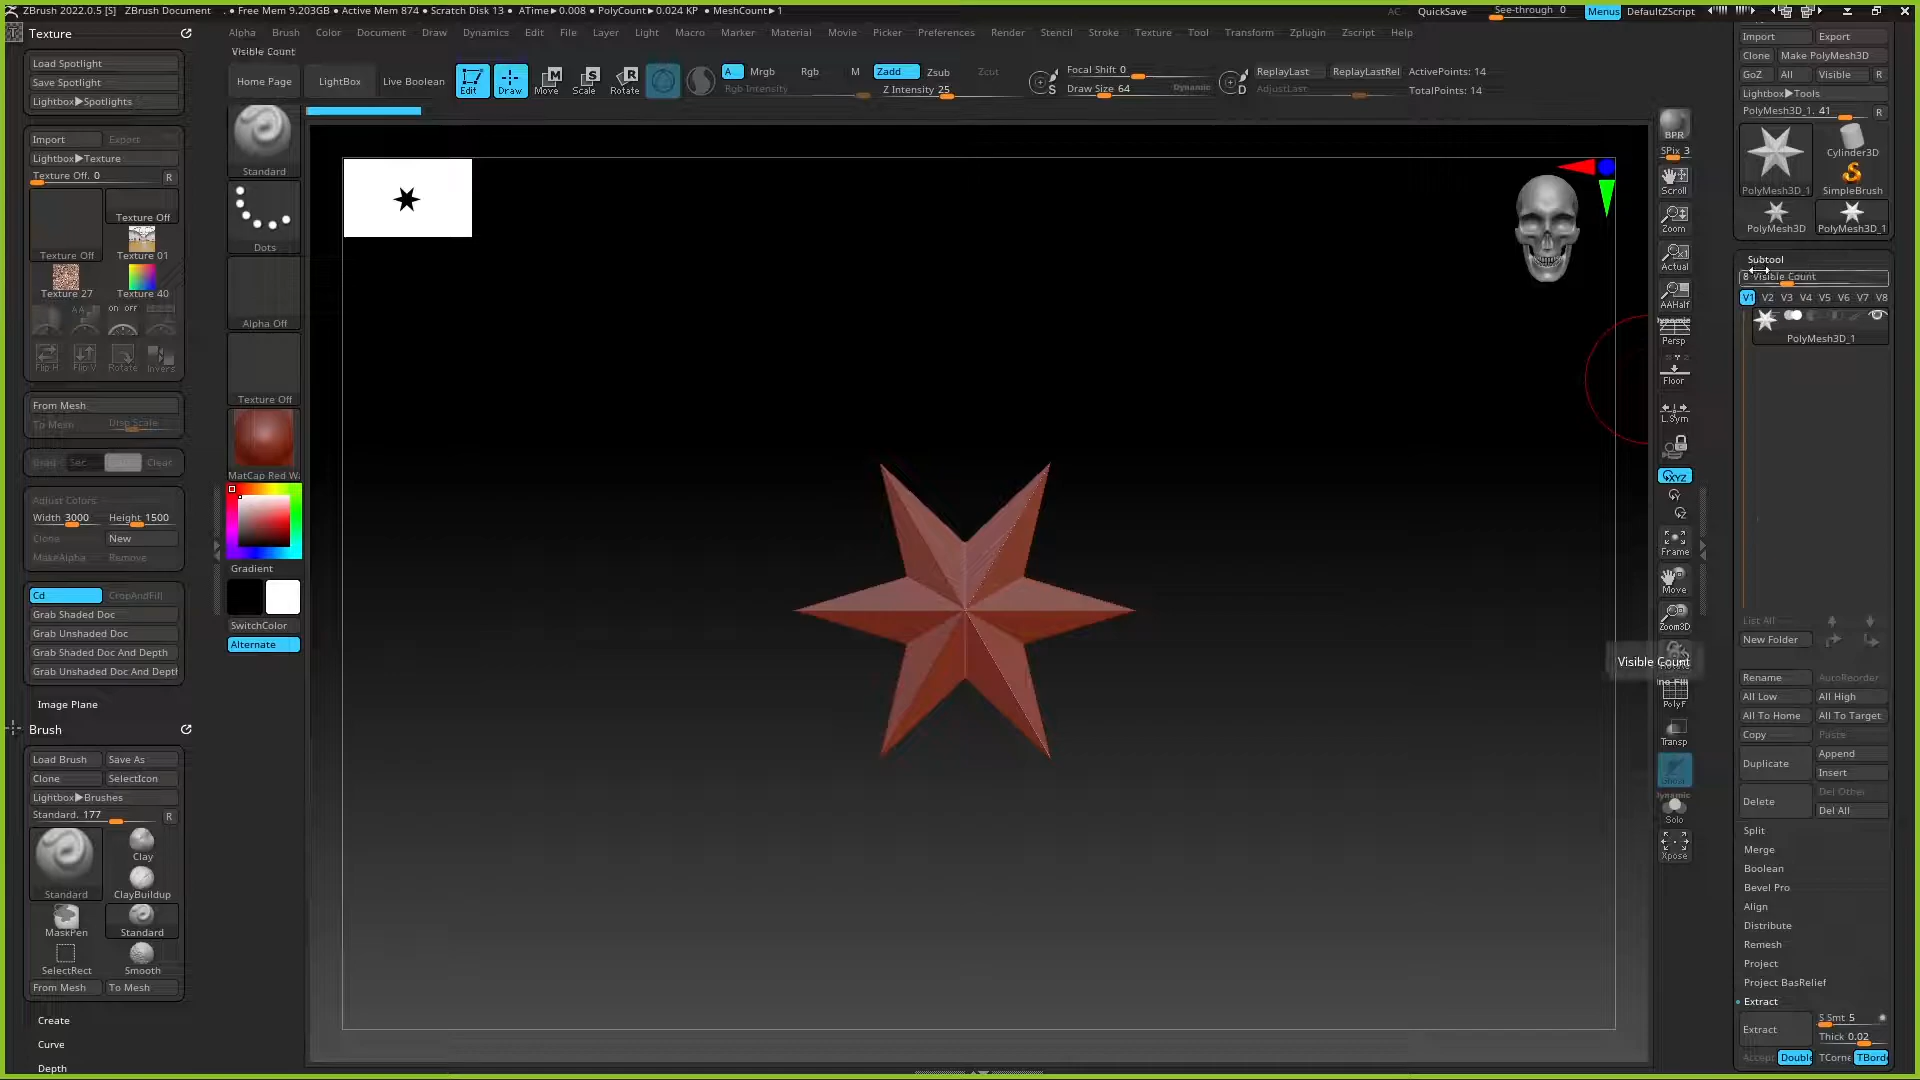 ZBrush 2022.0.5 [S] ZBrush Document . • Free Mem 9.203GB • Active Mem 874 • Scratch Disk 13 • ATime▶0.008 • PolyCount▶0.024 KP • MeshCount▶1 AC QuickSave See-through 0 Menus DefaultZScript
Alpha Brush Color Document Draw Dynamics Edit File Layer Light Macro Marker Material Movie Picker Preferences Render Stencil Stroke Texture Tool Transform Zplugin Zscript Help
Visible Count
Home Page LightBox Live Boolean Edit Draw Move Scale Rotate A Mrgb Rgb M Zadd Zsub Zcut
Rgb Intensity Z Intensity 25
S Focal Shift 0
Draw Size 64 Dynamic
D ReplayLast ReplayLastRel ActivePoints: 14
AdjustLast TotalPoints: 14
Texture
Load Spotlight
Save Spotlight
Lightbox▶Spotlights
Import Export
Lightbox▶Texture
Texture Off. 0 R
Texture Off
Texture Off Texture 01
Texture 27 Texture 40
AA on off
Flip H Flip V Rotate Invers
From Mesh
To Mesh Disp Scale
Grad Sec Clear
Adjust Colors
Width 3000 Height 1500
Clone New
MakeAlpha Remove
Cd CropAndFill
Grab Shaded Doc
Grab Unshaded Doc
Grab Shaded Doc And Depth
Grab Unshaded Doc And Depth
Image Plane
Brush
Load Brush Save As
Clone SelectIcon
Lightbox▶Brushes
Standard. 177 R
Clay
Standard ClayBuildup
MaskPen Standard
SelectRect Smooth
From Mesh To Mesh
Create
Curve
Depth
Standard
Dots
Alpha Off
Texture Off
MatCap Red W
Gradient
SwitchColor
Alternate
BPR
SPix 3
Scroll
Zoom
Actual
AAHalf
Dynamic
Persp
Floor
L.Sym
XYZ
Y
Z
Frame
Move
Zoom3D
Visible Count
PolyF
Transp
Ghost
Dynamic
Solo
Xpose
Import Export
Clone Make PolyMesh3D
GoZ All Visible R
Lightbox▶Tools
PolyMesh3D_1. 41 R
Cylinder3D
PolyMesh3D_1 SimpleBrush
PolyMesh3D PolyMesh3D_1
Subtool
8 Visible Count
V1 V2 V3 V4 V5 V6 V7 V8
PolyMesh3D_1
List All
New Folder
Rename AutoReorder
All Low All High
All To Home All To Target
Copy Paste
Duplicate Append
Insert
Delete Del Other
Del All
Split
Merge
Boolean
Bevel Pro
Align
Distribute
Remesh
Project
Project BasRelief
Extract
Extract S Smt 5
Thick 0.02
Accept Double TCorne TBorde